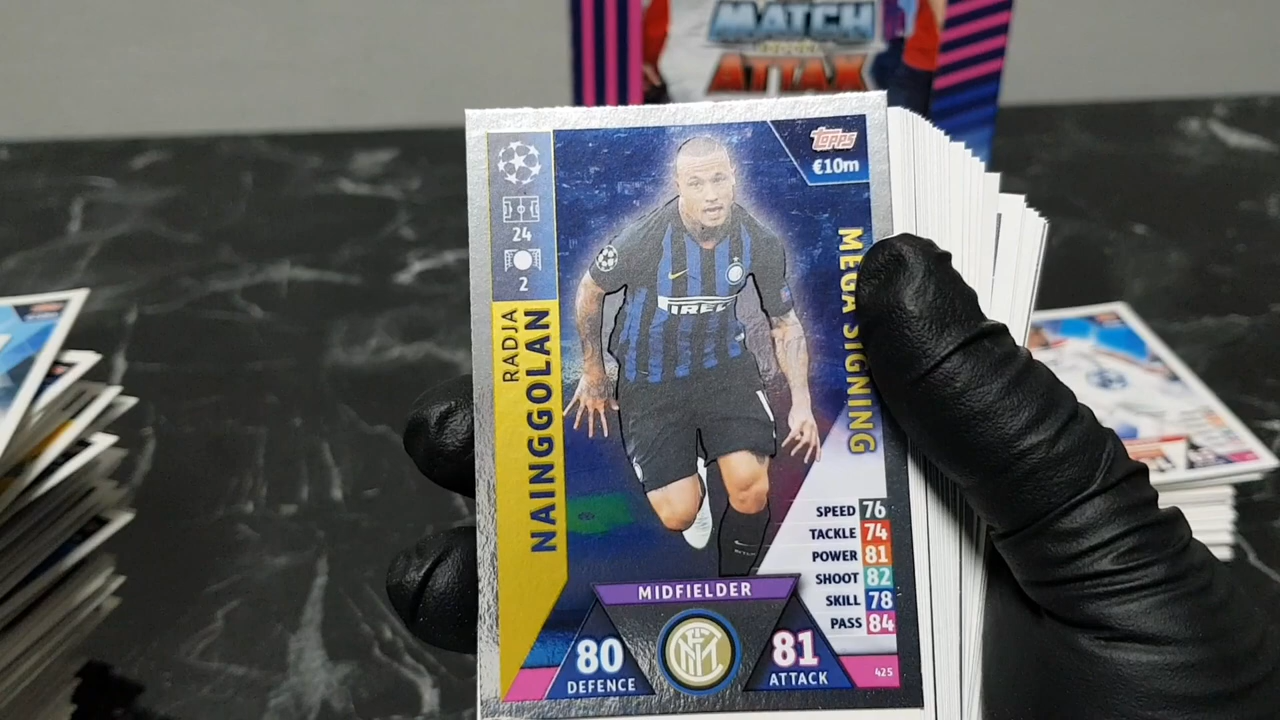 MATCH
ATTAX
topps
€10m
24
2
RADJA
NAINGGOLAN
MEGA SIGNING
PIRELLI
SPEED 76
TACKLE 74
POWER 81
SHOOT 82
SKILL 78
PASS 84
MIDFIELDER
80
DEFENCE
81
ATTACK
425